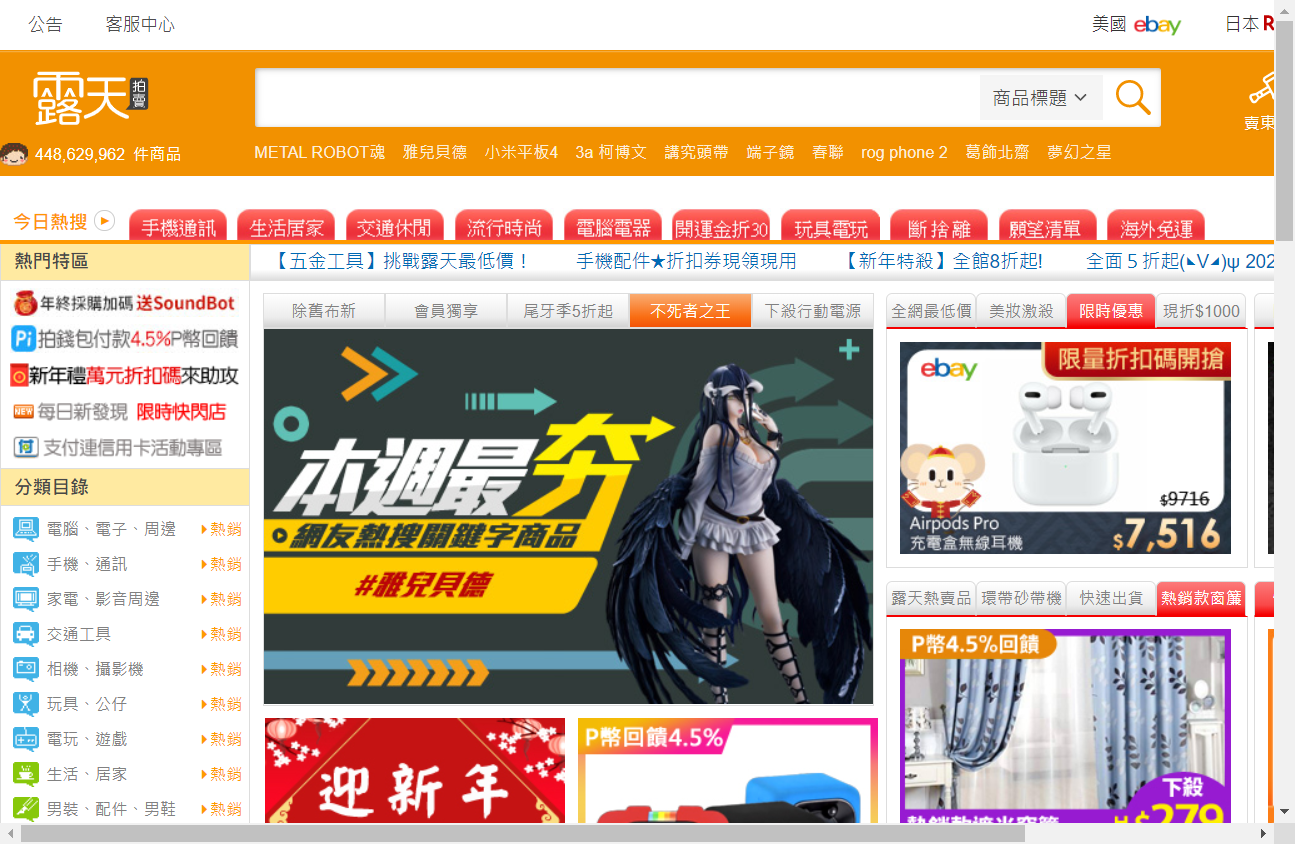 公告 客服中心 美國 ebay 日本 R
露天 拍賣
商品標題
賣東
448,629,962 件商品
METAL ROBOT魂 雅兒貝德 小米平板4 3a 柯博文 講究頭帶 端子鏡 春聯 rog phone 2 葛飾北齋 夢幻之星
今日熱搜 手機通訊 生活居家 交通休閒 流行時尚 電腦電器 開運金折30 玩具電玩 斷捨離 願望清單 海外免運
熱門特區
【五金工具】挑戰露天最低價！ 手機配件★折扣券現領現用 【新年特殺】全館8折起! 全面５折起(◣V◢)ψ 202
年終採購加碼 送SoundBot
Pi 拍錢包付款4.5%P幣回饋
新年禮萬元折扣碼來助攻
NEW 每日新發現 限時快閃店
支付連信用卡活動專區
分類目錄
電腦、電子、周邊 熱銷
手機、通訊 熱銷
家電、影音周邊 熱銷
交通工具 熱銷
相機、攝影機 熱銷
玩具、公仔 熱銷
電玩、遊戲 熱銷
生活、居家 熱銷
男裝、配件、男鞋 熱銷
除舊布新 會員獨享 尾牙季5折起 不死者之王 下殺行動電源
本週最夯
網友熱搜關鍵字商品
#雅兒貝德
迎新年
P幣回饋4.5%
全網最低價 美妝激殺 限時優惠 現折$1000
ebay 限量折扣碼開搶
$9716
Airpods Pro
充電盒無線耳機
$7,516
露天熱賣品 環帶砂帶機 快速出貨 熱銷款窗簾
P幣4.5%回饋
下殺
$279
熱銷款遮光窗簾